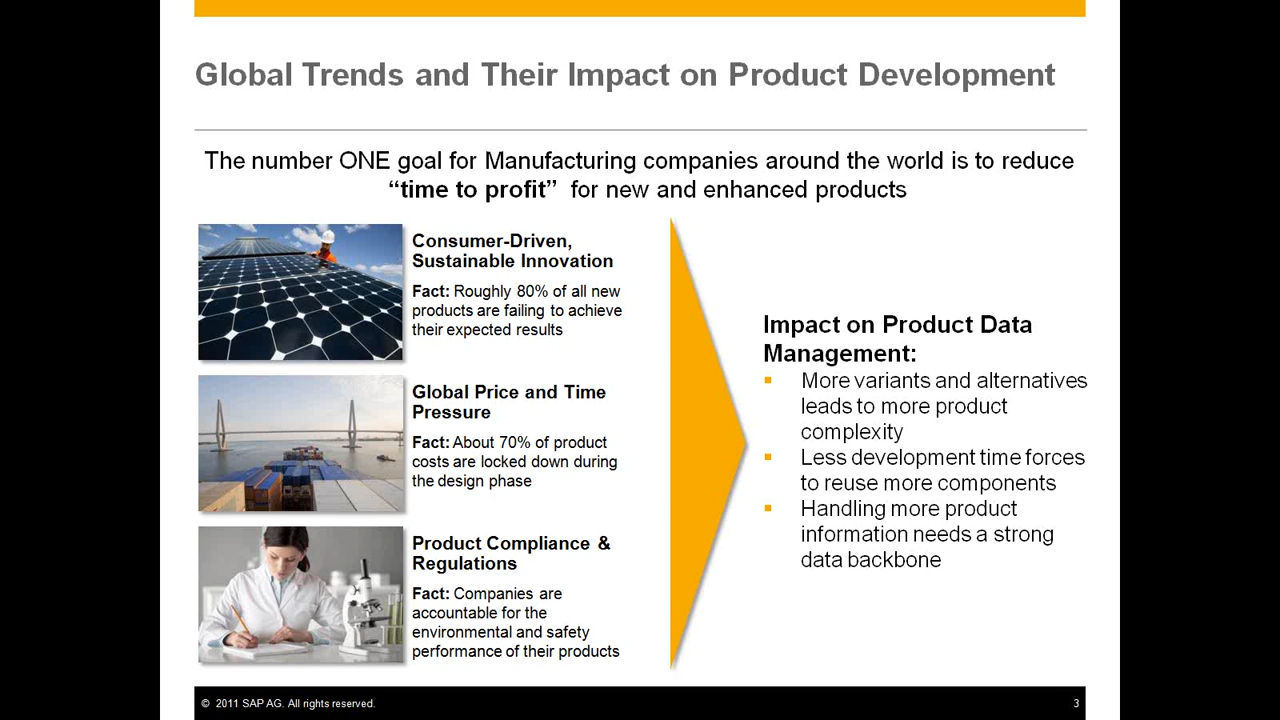 Global Trends and Their Impact on Product Development
The number ONE goal for Manufacturing companies around the world is to reduce
“time to profit” for new and enhanced products
Consumer-Driven,
Sustainable Innovation
Fact: Roughly 80% of all new
products are failing to achieve
their expected results
Global Price and Time
Pressure
Fact: About 70% of product
costs are locked down during
the design phase
Product Compliance &
Regulations
Fact: Companies are
accountable for the
environmental and safety
performance of their products
Impact on Product Data
Management:
▪ More variants and alternatives
leads to more product
complexity
▪ Less development time forces
to reuse more components
▪ Handling more product
information needs a strong
data backbone
© 2011 SAP AG. All rights reserved.
3